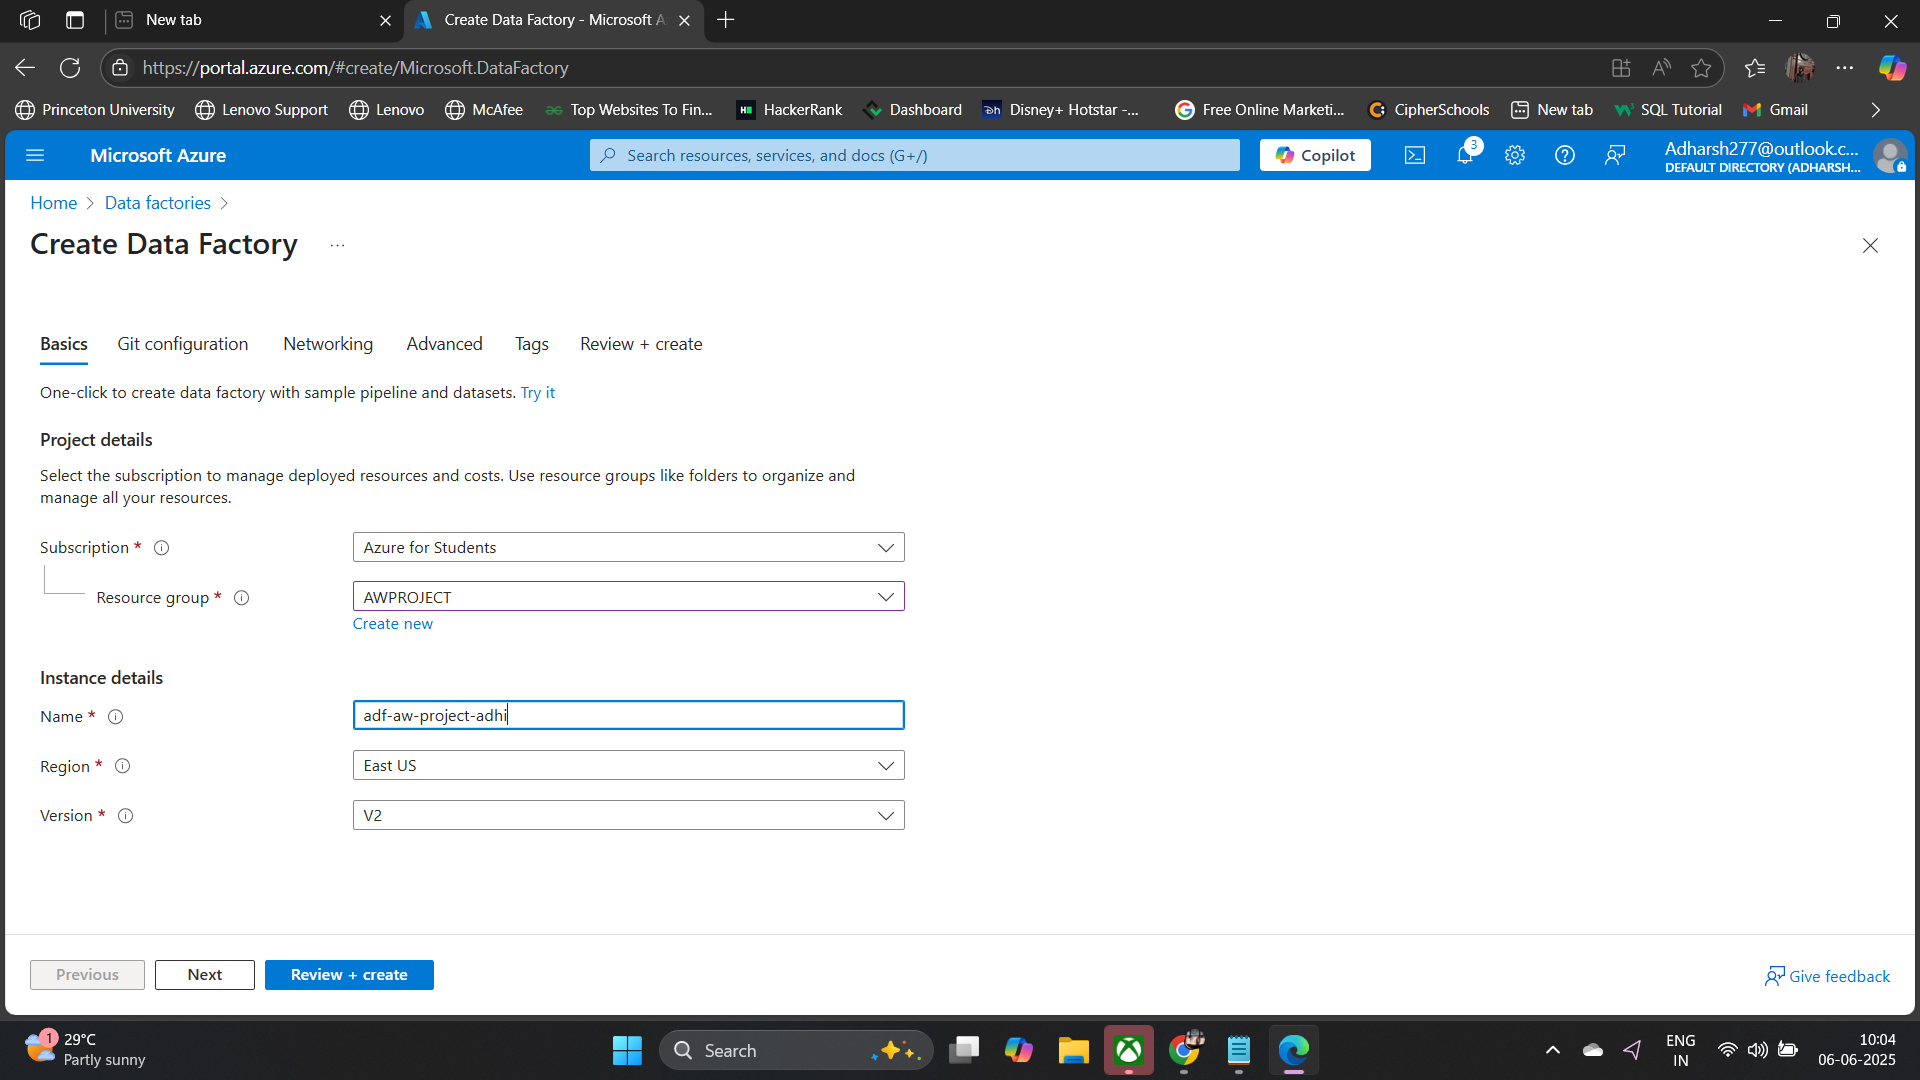 New tab
Create Data Factory - Microsoft A
https://portal.azure.com/#create/Microsoft.DataFactory
Princeton University
Lenovo Support
Lenovo
McAfee
Top Websites To Fin...
HackerRank
Dashboard
Disney+ Hotstar -...
Free Online Marketi...
CipherSchools
New tab
SQL Tutorial
Gmail
Microsoft Azure
Search resources, services, and docs (G+/)
Copilot
3
Adharsh277@outlook.c...
DEFAULT DIRECTORY (ADHARSH...
Home > Data factories >
Create Data Factory ...
Basics Git configuration Networking Advanced Tags Review + create
One-click to create data factory with sample pipeline and datasets. Try it
Project details
Select the subscription to manage deployed resources and costs. Use resource groups like folders to organize and
manage all your resources.
Subscription * Azure for Students
Resource group * AWPROJECT
Create new
Instance details
Name * adf-aw-project-adhi
Region * East US
Version * V2
Previous Next Review + create
Give feedback
1
29°C
Partly sunny
Search
ENG
IN
10:04
06-06-2025